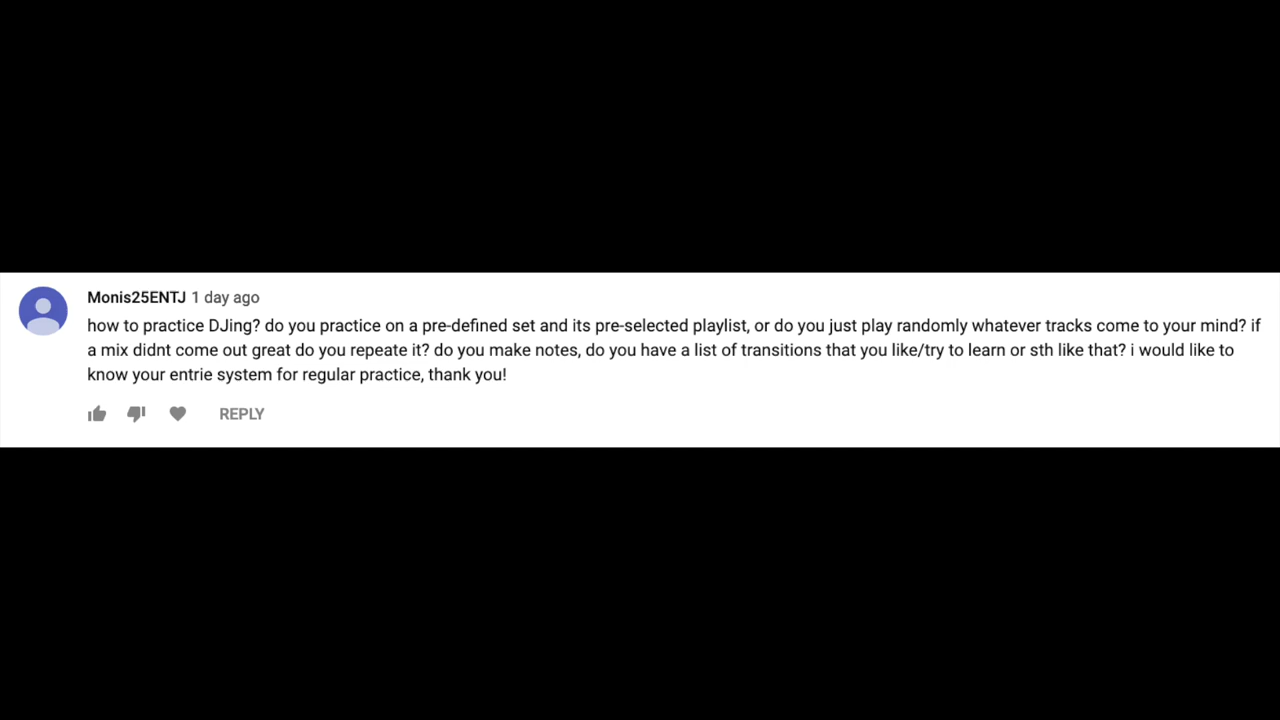 Monis25ENTJ 1 day ago
how to practice DJing? do you practice on a pre-defined set and its pre-selected playlist, or do you just play randomly whatever tracks come to your mind? if
a mix didnt come out great do you repeat it? do you make notes, do you have a list of transitions that you like/try to learn or sth like that? i would like to
know your entrie system for regular practice, thank you!
REPLY